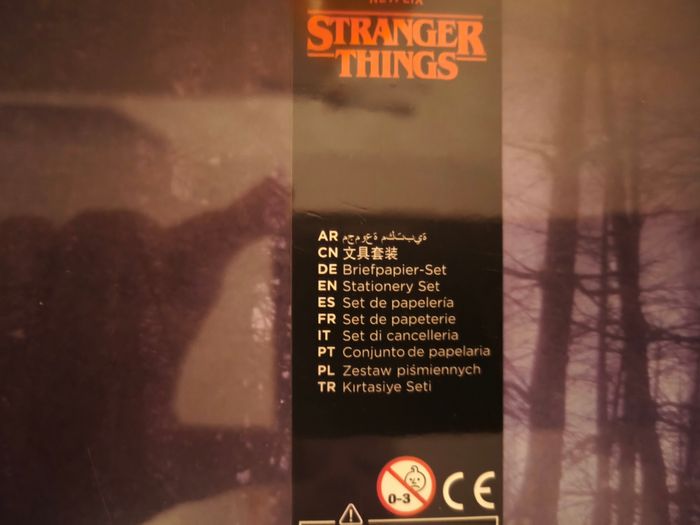 NETFLIX
STRANGER
THINGS
AR مجموعة مكتبية
CN 文具套装
DE Briefpapier-Set
EN Stationery Set
ES Set de papelería
FR Set de papeterie
IT Set di cancelleria
PT Conjunto de papelaria
PL Zestaw piśmiennych
TR Kırtasiye Seti
0-3
CE